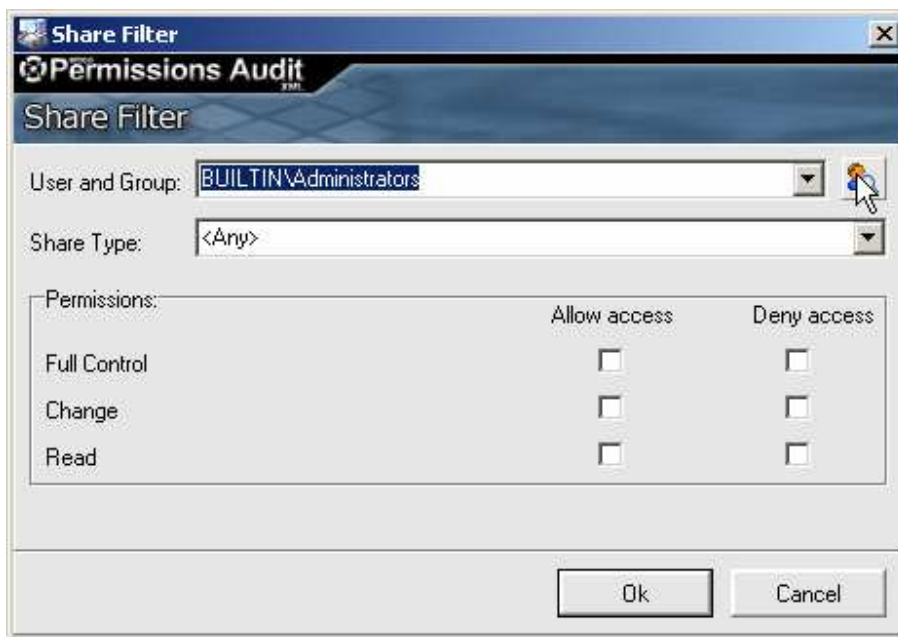 Share Filter
Permissions Audit
XML
Share Filter
User and Group: BUILTIN\Administrators
Share Type: <Any>
Permissions:
Allow access Deny access
Full Control
Change
Read
Ok Cancel